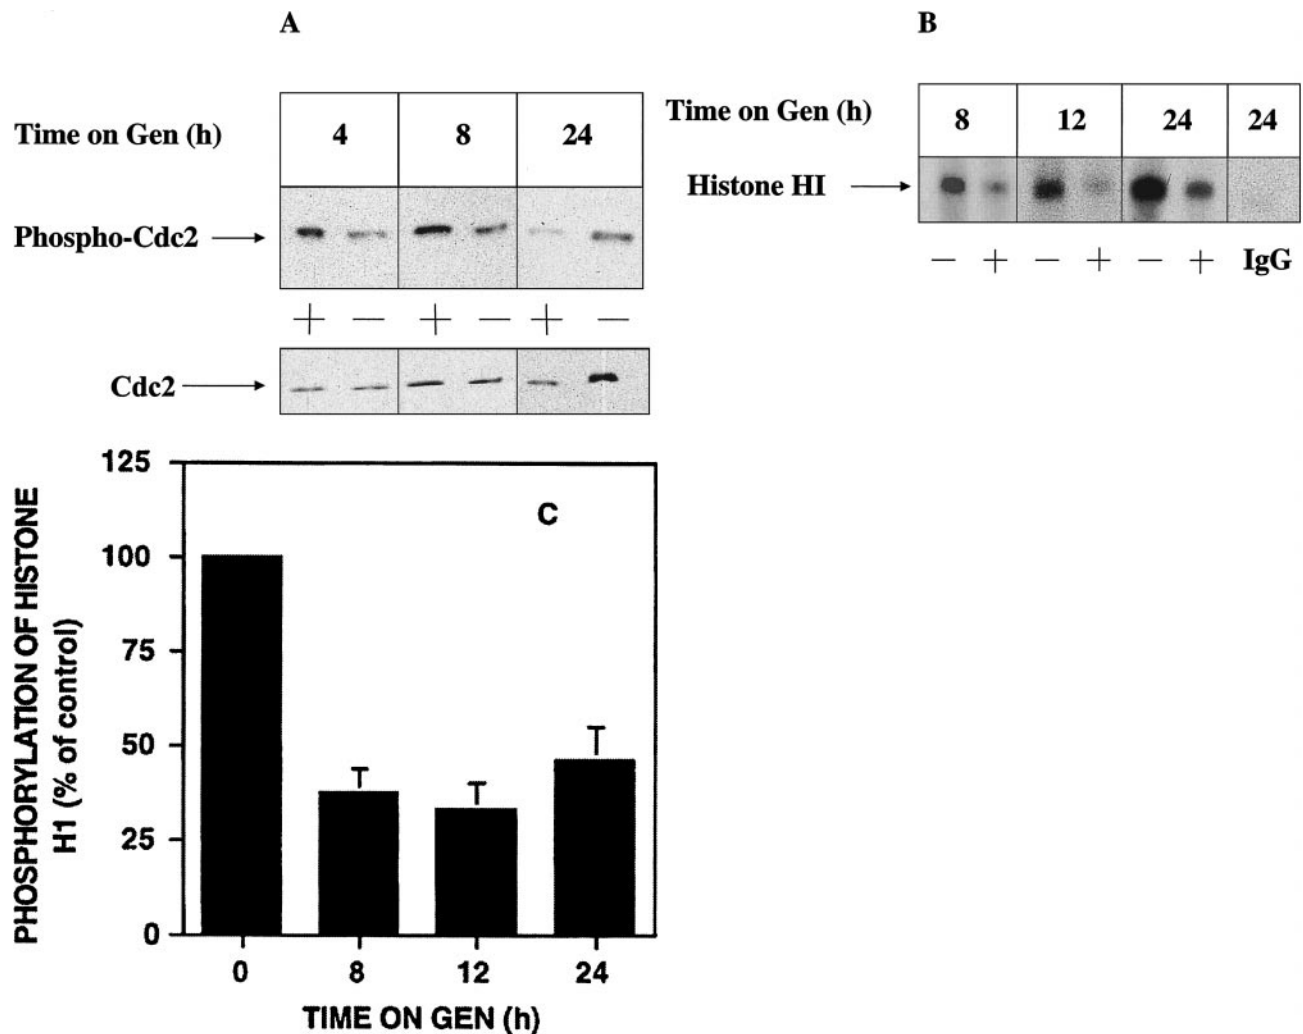 A
Time on Gen (h) 4 8 24
Phospho-Cdc2
+ — + — + —
Cdc2
B
Time on Gen (h) 8 12 24 24
Histone HI
— + — + — + IgG
C
PHOSPHORYLATION OF HISTONE
H1 (% of control)
125
100
75
50
25
0
0 8 12 24
TIME ON GEN (h)